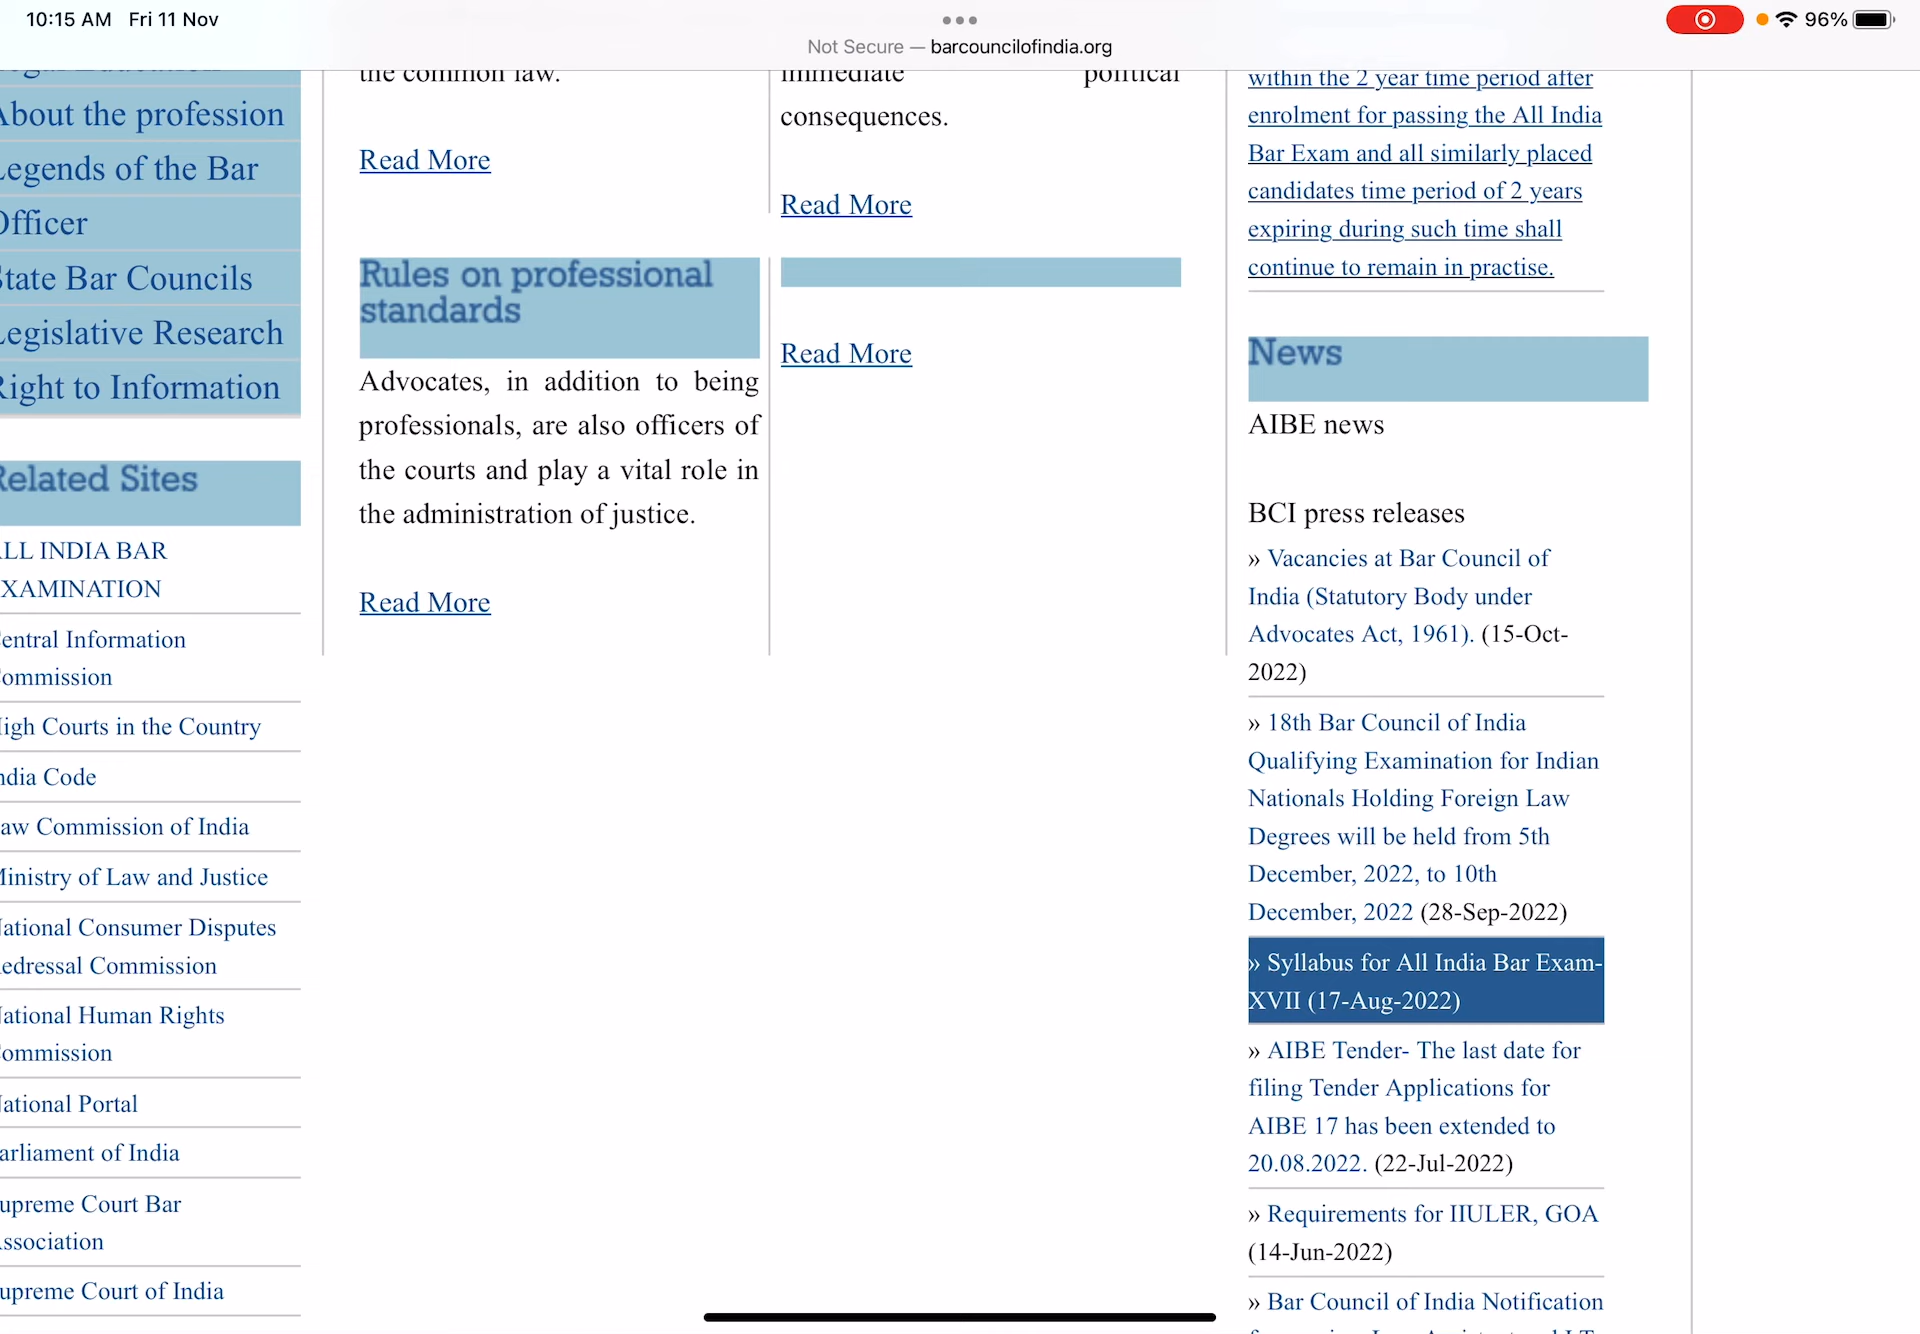 10:15 AM Fri 11 Nov
96%
Not Secure — barcouncilofindia.org
About the profession
Legends of the Bar
Officer
State Bar Councils
Legislative Research
Right to Information
Related Sites
LL INDIA BAR
XAMINATION
entral Information
ommission
igh Courts in the Country
ndia Code
aw Commission of India
inistry of Law and Justice
ational Consumer Disputes
edressal Commission
ational Human Rights
ommission
ational Portal
arliament of India
upreme Court Bar
ssociation
upreme Court of India
the common law.
Read More
Rules on professional
standards
Advocates, in addition to being
professionals, are also officers of
the courts and play a vital role in
the administration of justice.
Read More
immediate political
consequences.
Read More
Read More
within the 2 year time period after
enrolment for passing the All India
Bar Exam and all similarly placed
candidates time period of 2 years
expiring during such time shall
continue to remain in practise.
News
AIBE news
BCI press releases
» Vacancies at Bar Council of
India (Statutory Body under
Advocates Act, 1961). (15-Oct-
2022)
» 18th Bar Council of India
Qualifying Examination for Indian
Nationals Holding Foreign Law
Degrees will be held from 5th
December, 2022, to 10th
December, 2022 (28-Sep-2022)
» Syllabus for All India Bar Exam-
XVII (17-Aug-2022)
» AIBE Tender- The last date for
filing Tender Applications for
AIBE 17 has been extended to
20.08.2022. (22-Jul-2022)
» Requirements for IIULER, GOA
(14-Jun-2022)
» Bar Council of India Notification